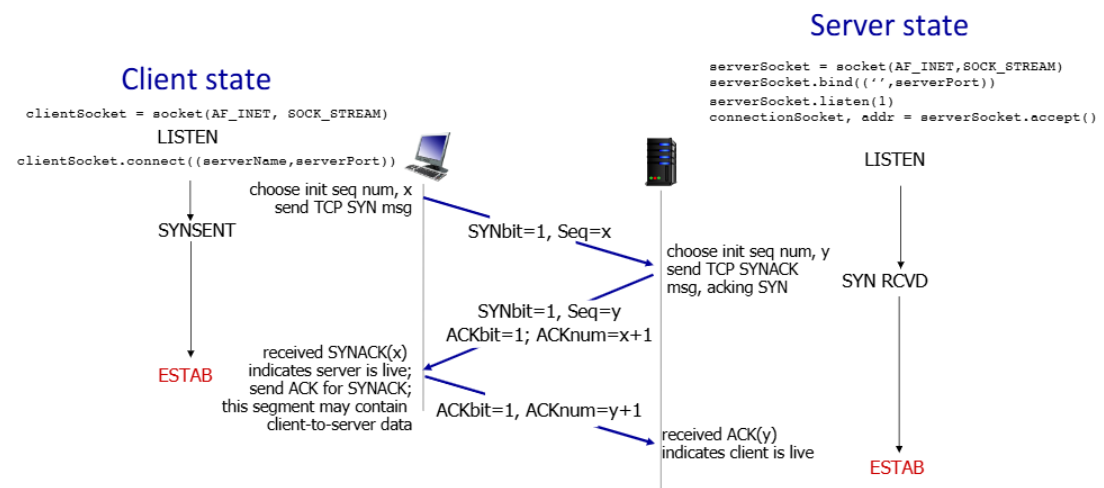 Server state
serverSocket = socket(AF_INET,SOCK_STREAM)
serverSocket.bind((‘’,serverPort))
serverSocket.listen(1)
connectionSocket, addr = serverSocket.accept()
Client state
clientSocket = socket(AF_INET, SOCK_STREAM)
LISTEN
clientSocket.connect((serverName,serverPort))
LISTEN
choose init seq num, x
send TCP SYN msg
SYNSENT
SYNbit=1, Seq=x
choose init seq num, y
send TCP SYNACK
msg, acking SYN
SYN RCVD
SYNbit=1, Seq=y
ACKbit=1; ACKnum=x+1
received SYNACK(x)
indicates server is live;
send ACK for SYNACK;
this segment may contain
client-to-server data
ESTAB
ACKbit=1, ACKnum=y+1
received ACK(y)
indicates client is live
ESTAB